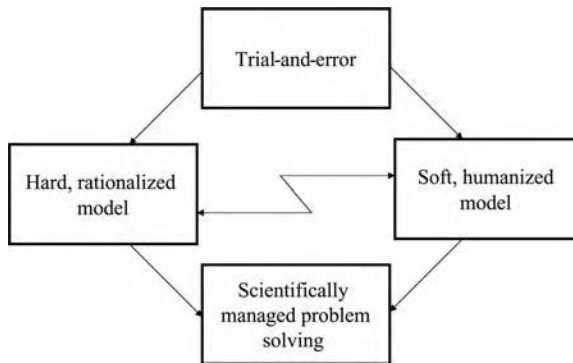 Trial-and-error
Hard, rationalized
model
Soft, humanized
model
Scientifically
managed problem
solving